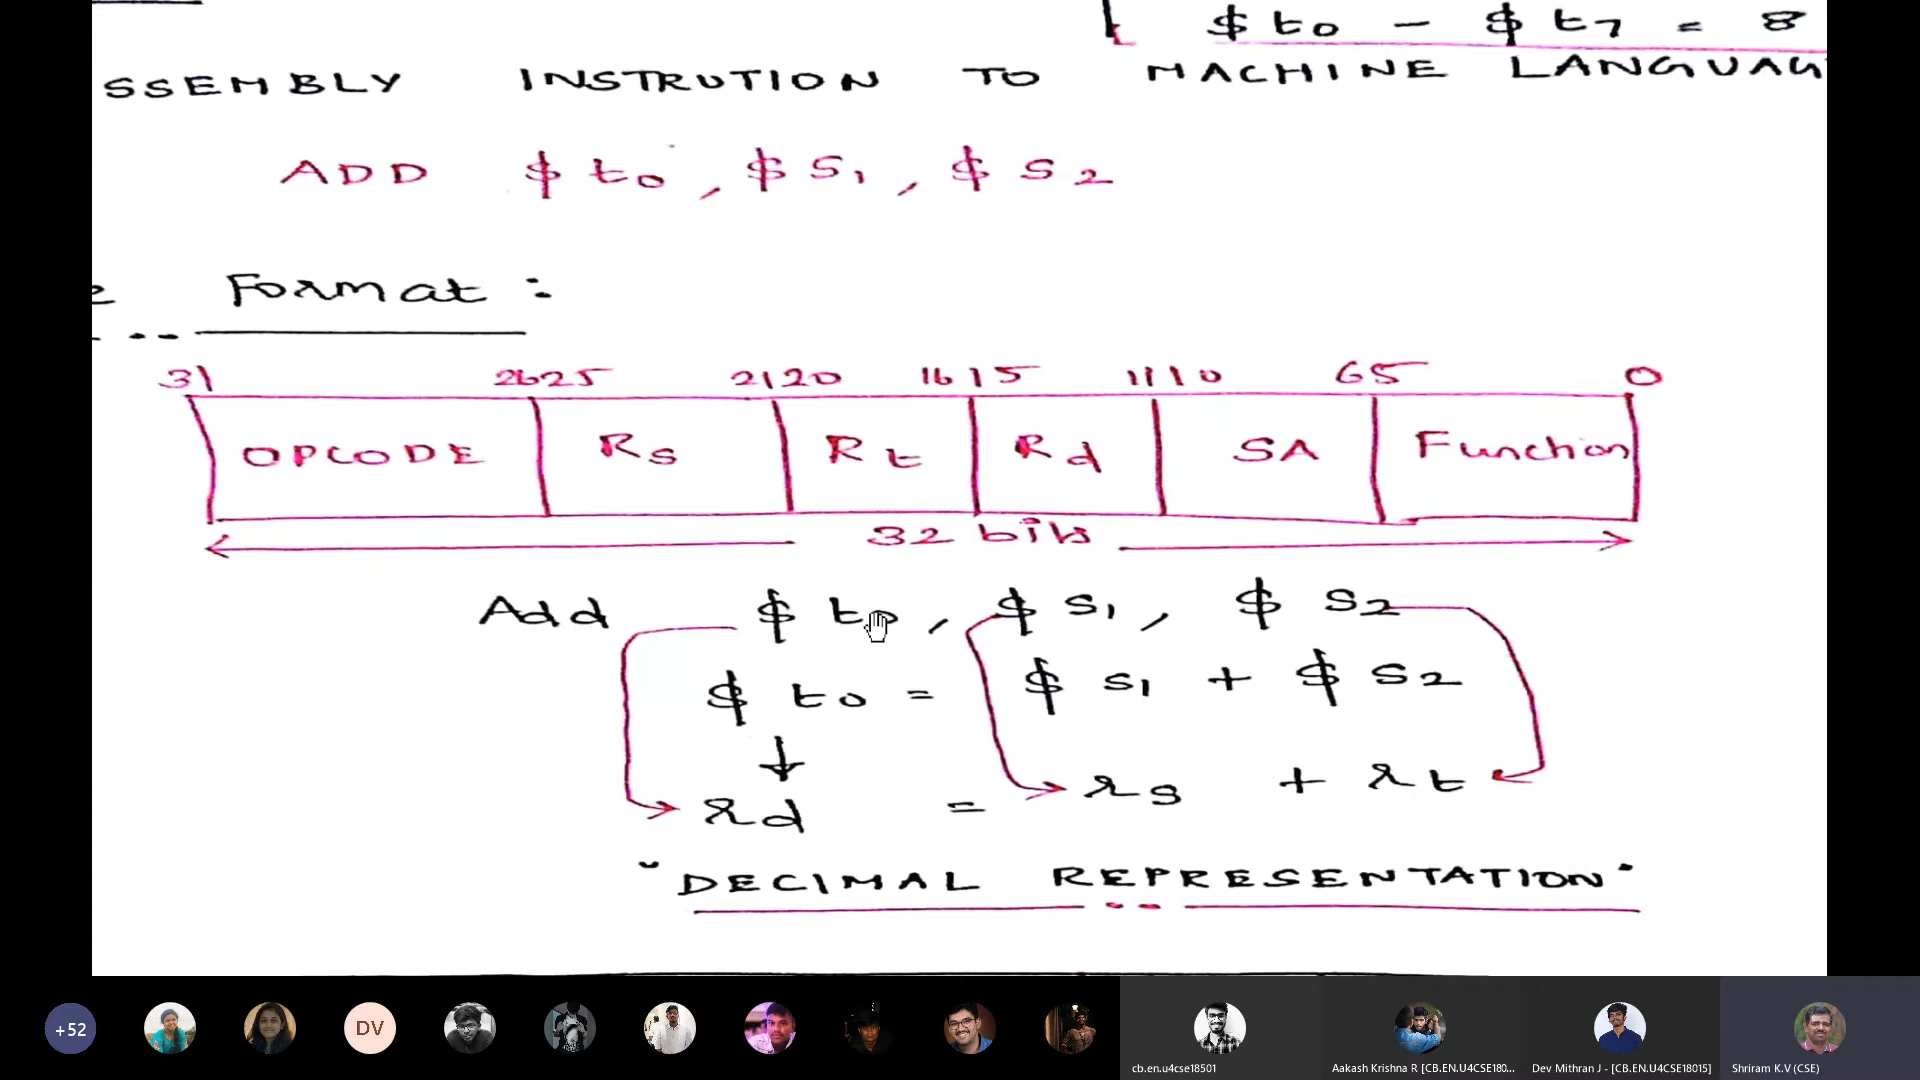 $ t0 - $ t7 = 8
SSEMBLY INSTRUTION TO MACHINE LANGUAG
ADD $ t0 , $ s1 , $ s2
Format :
31 2625 2120 1615 1110 65 0
OPCODE Rs Rt Rd SA Function
32 bits
Add $ t0 , $ s1 , $ s2
$ t0 = $ s1 + $ s2
rd = rs + rt
"DECIMAL REPRESENTATION"
+52
DV
cb.en.u4cse18501
Aakash Krishna R [CB.EN.U4CSE180...
Dev Mithran J - [CB.EN.U4CSE18015]
Shriram K.V (CSE)